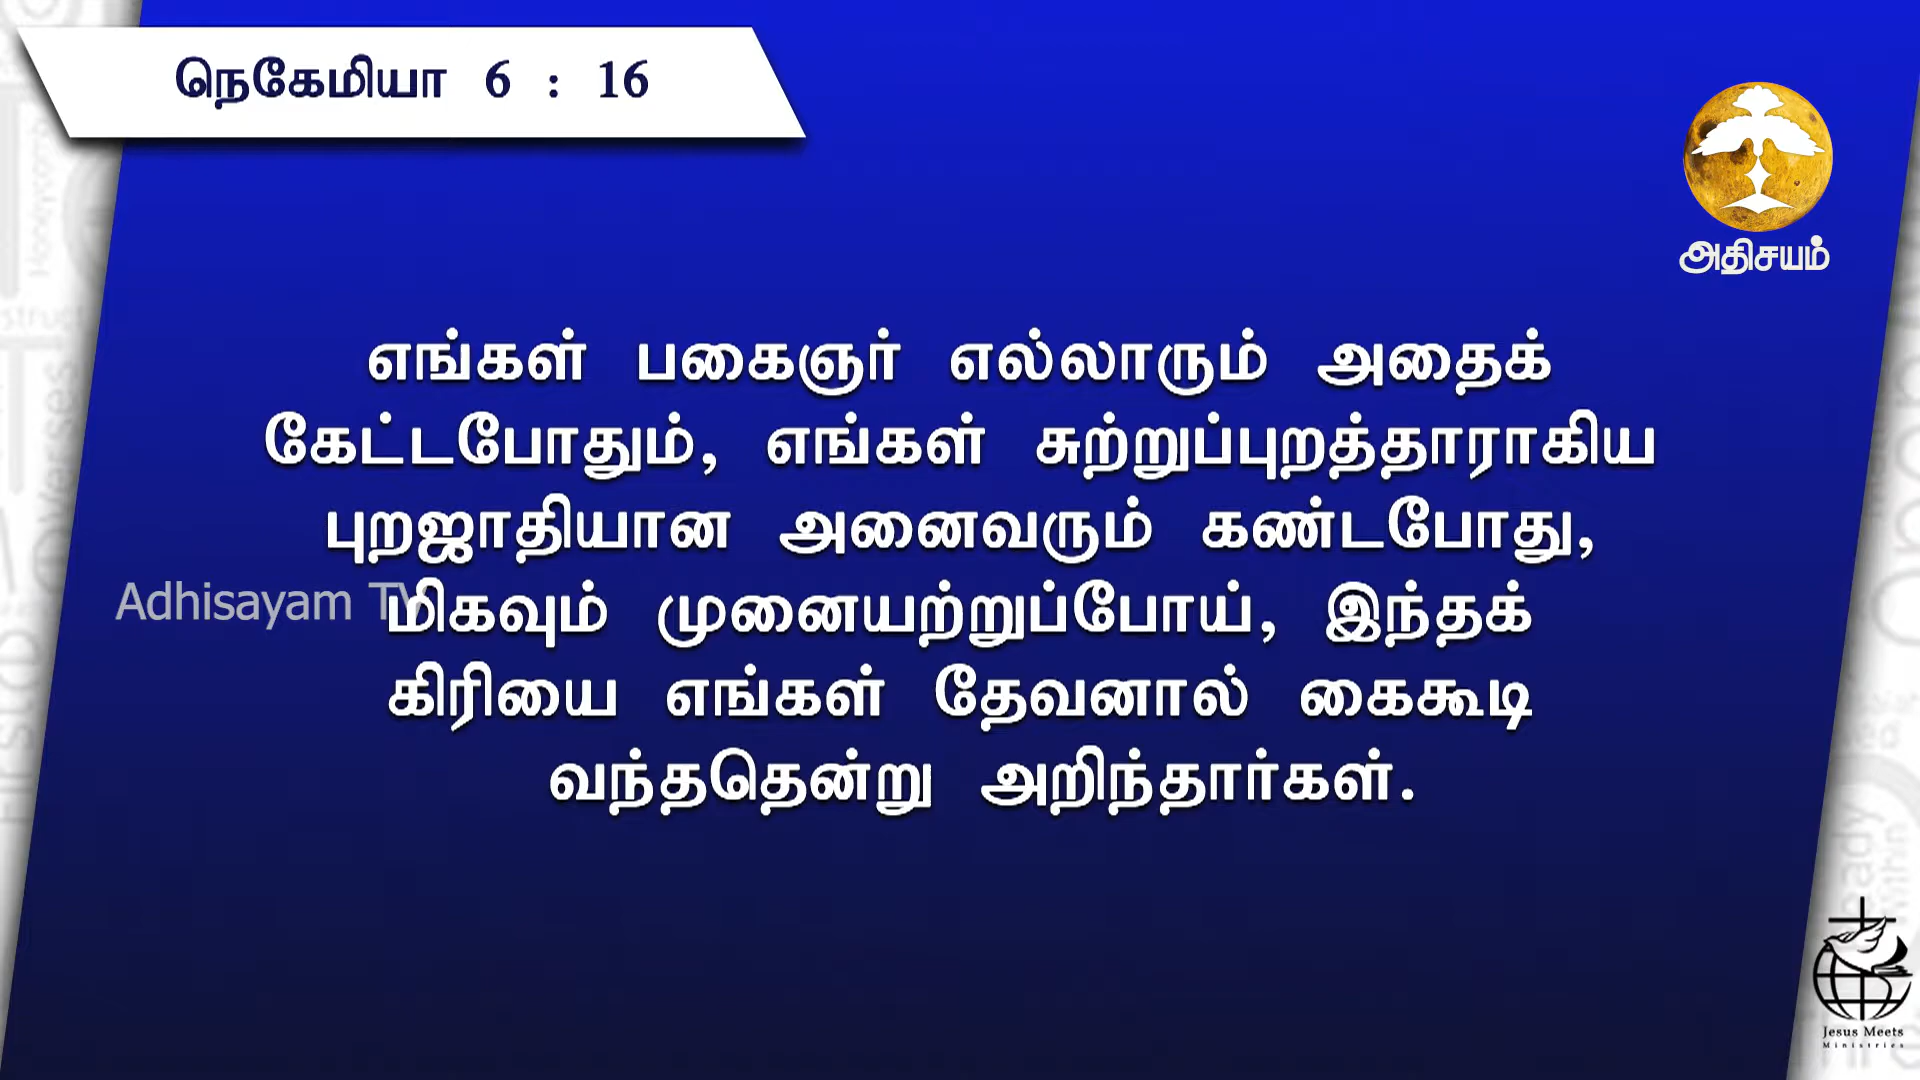 நெகேமியா 6 : 16
அதிசயம்
எங்கள் பகைஞர் எல்லாரும் அதைக்
கேட்டபோதும், எங்கள் சுற்றுப்புறத்தாராகிய
புறஜாதியான அனைவரும் கண்டபோது,
Adhisayam TV
மிகவும் முனையற்றுப்போய், இந்தக்
கிரியை எங்கள் தேவனால் கைகூடி
வந்ததென்று அறிந்தார்கள்.
Jesus Meets
Ministries